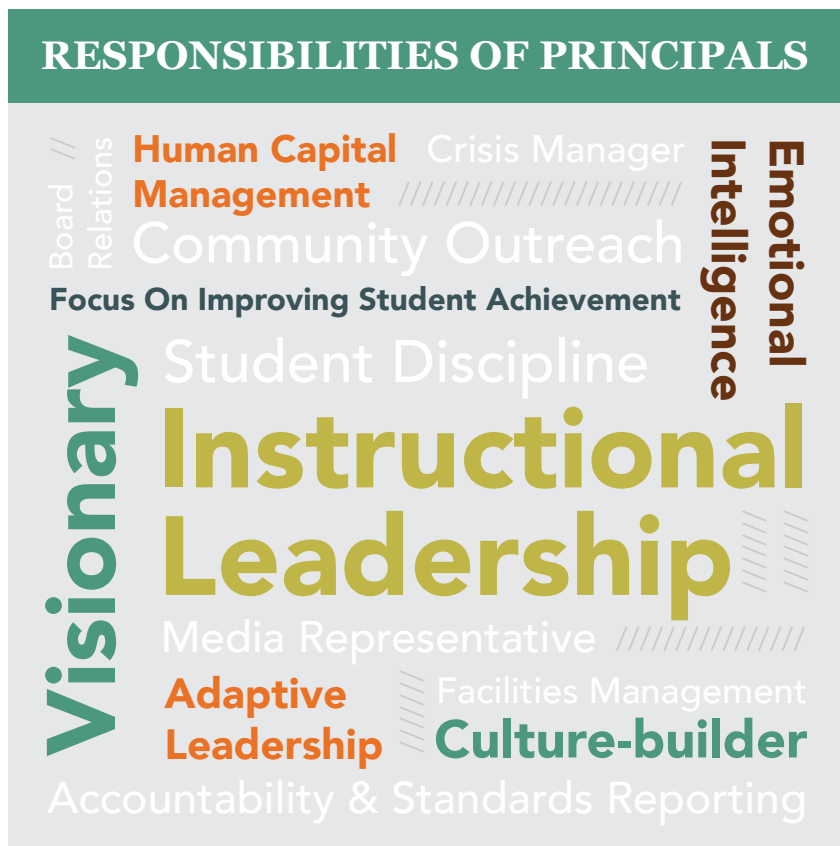 RESPONSIBILITIES OF PRINCIPALS
Board
Relations
Human Capital
Management
Crisis Manager
Emotional
Intelligence
Community Outreach
Focus On Improving Student Achievement
Visionary
Student Discipline
Instructional
Leadership
Media Representative
Adaptive
Leadership
Facilities Management
Culture-builder
Accountability & Standards Reporting